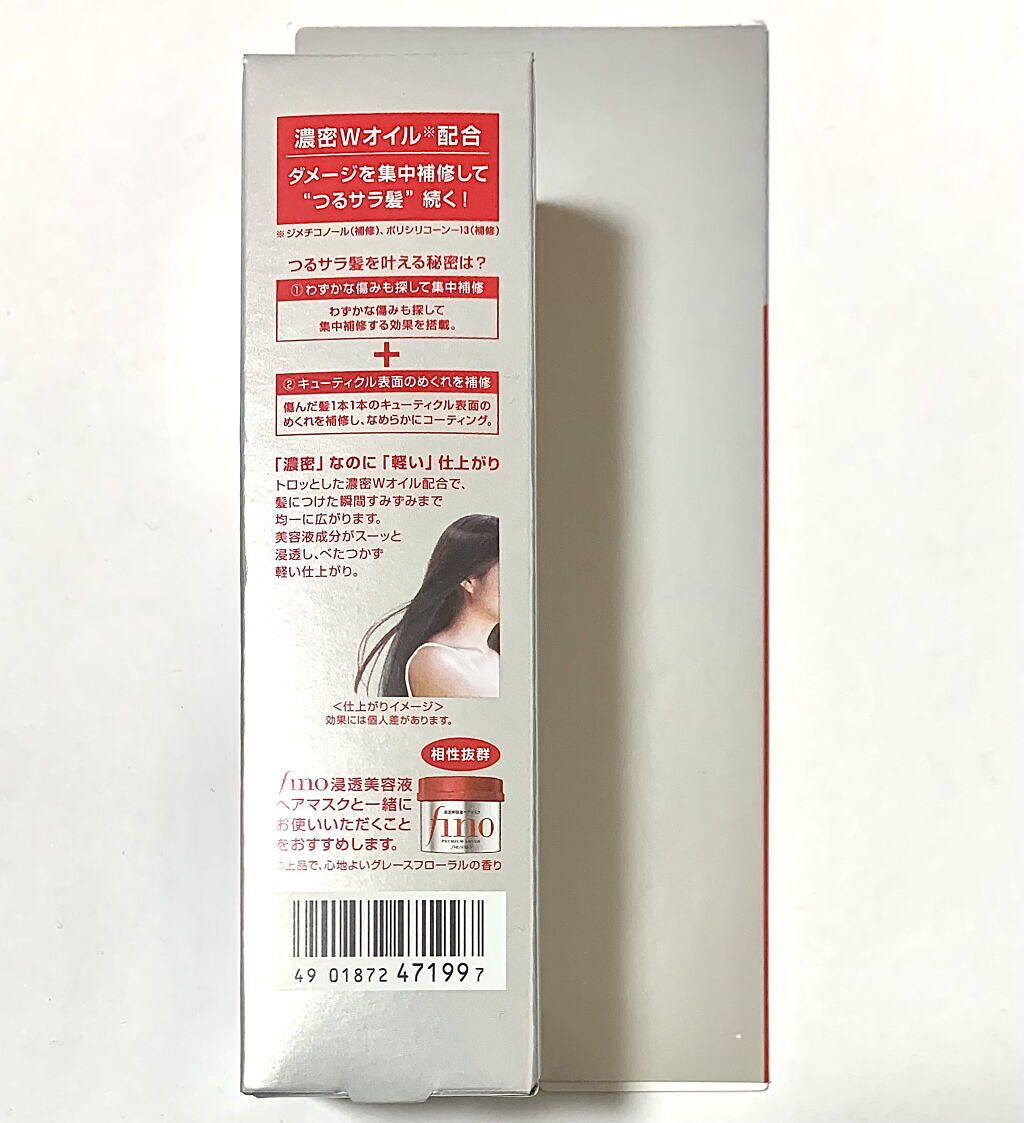 濃密Wオイル※配合
ダメージを集中補修して
“つるサラ髪”続く！
※ジメチコノール(補修)、ポリシリコーン-13(補修)
つるサラ髪を叶える秘密は？
①わずかな傷みも探して集中補修
わずかな傷みも探して
集中補修する効果を搭載。
+
②キューティクル表面のめくれを補修
傷んだ髪1本1本のキューティクル表面の
めくれを補修し、なめらかにコーティング。
「濃密」なのに「軽い」仕上がり
トロッとした濃密Wオイル配合で、
髪につけた瞬間すみずみまで
均一に広がります。
美容液成分がスーッと
浸透し、べたつかず
軽い仕上がり。
<仕上がりイメージ>
効果には個人差があります。
相性抜群
fino浸透美容液
ヘアマスクと一緒に
お使いいただくこと
をおすすめします。
fino
PREMIUM TOUCH
上品で、心地よいグレースフローラルの香り
49 01872 471997